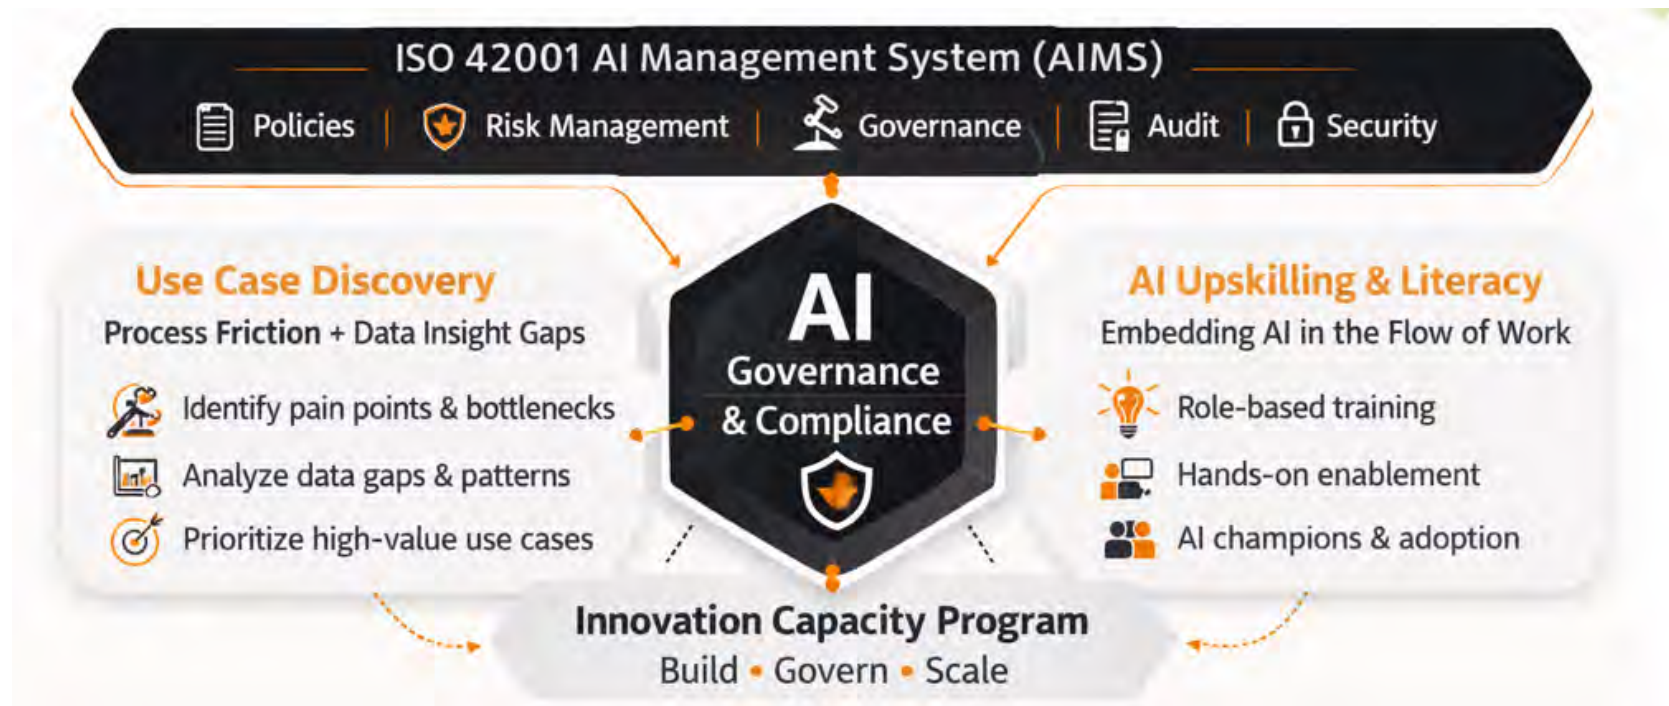 ISO 42001 AI Management System (AIMS)
Policies | Risk Management | Governance | Audit | Security
Use Case Discovery
Process Friction + Data Insight Gaps
Identify pain points & bottlenecks
Analyze data gaps & patterns
Prioritize high-value use cases
AI
Governance
& Compliance
AI Upskilling & Literacy
Embedding AI in the Flow of Work
Role-based training
Hands-on enablement
AI champions & adoption
Innovation Capacity Program
Build • Govern • Scale